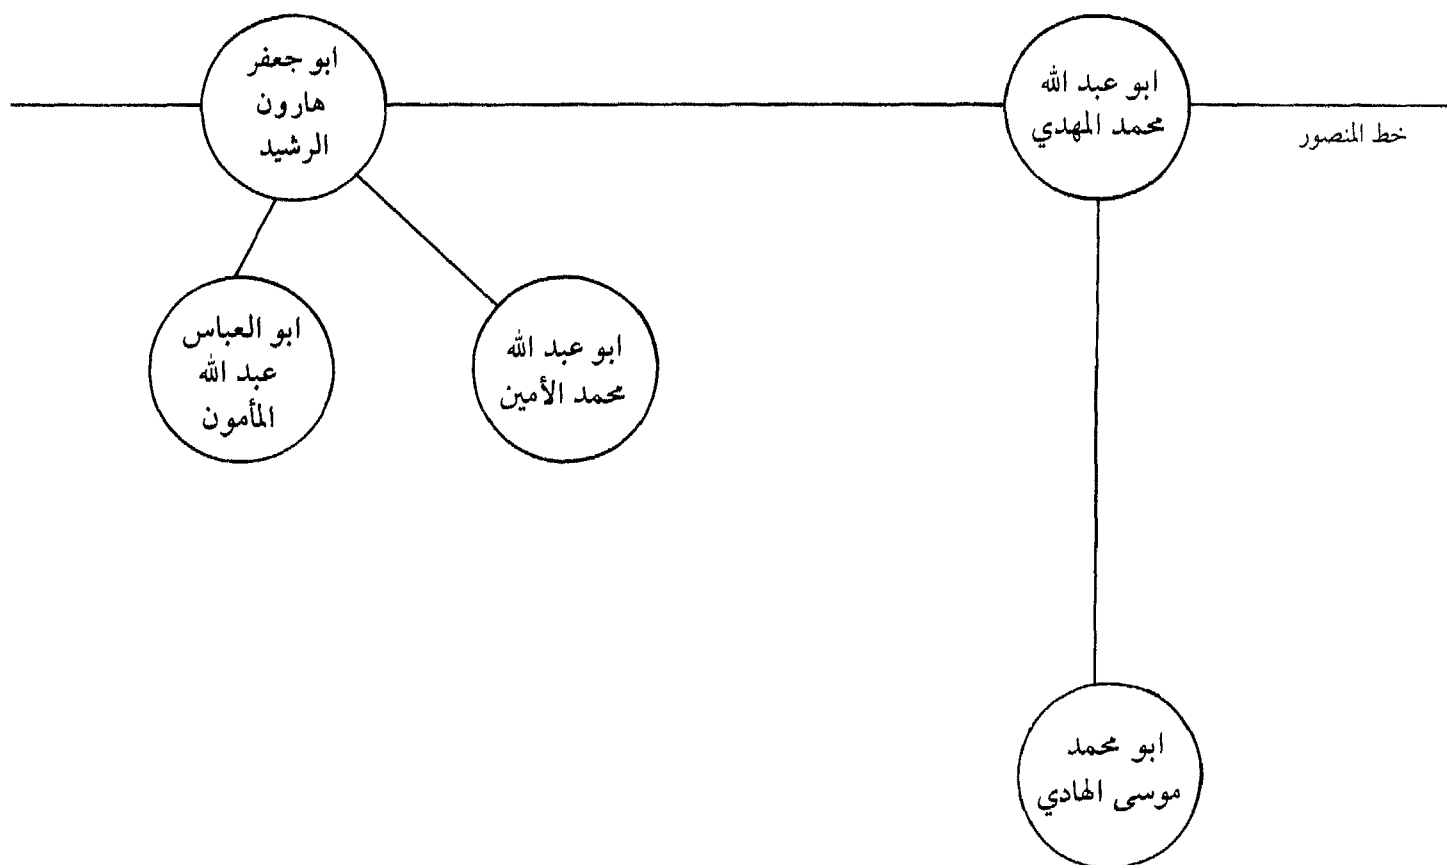 خط المنصور
ابو عبد الله
محمد المهدي
ابو جعفر
هارون
الرشيد
ابو عبد الله
محمد الأمين
ابو العباس
عبد الله
المأمون
ابو محمد
موسى الهادي